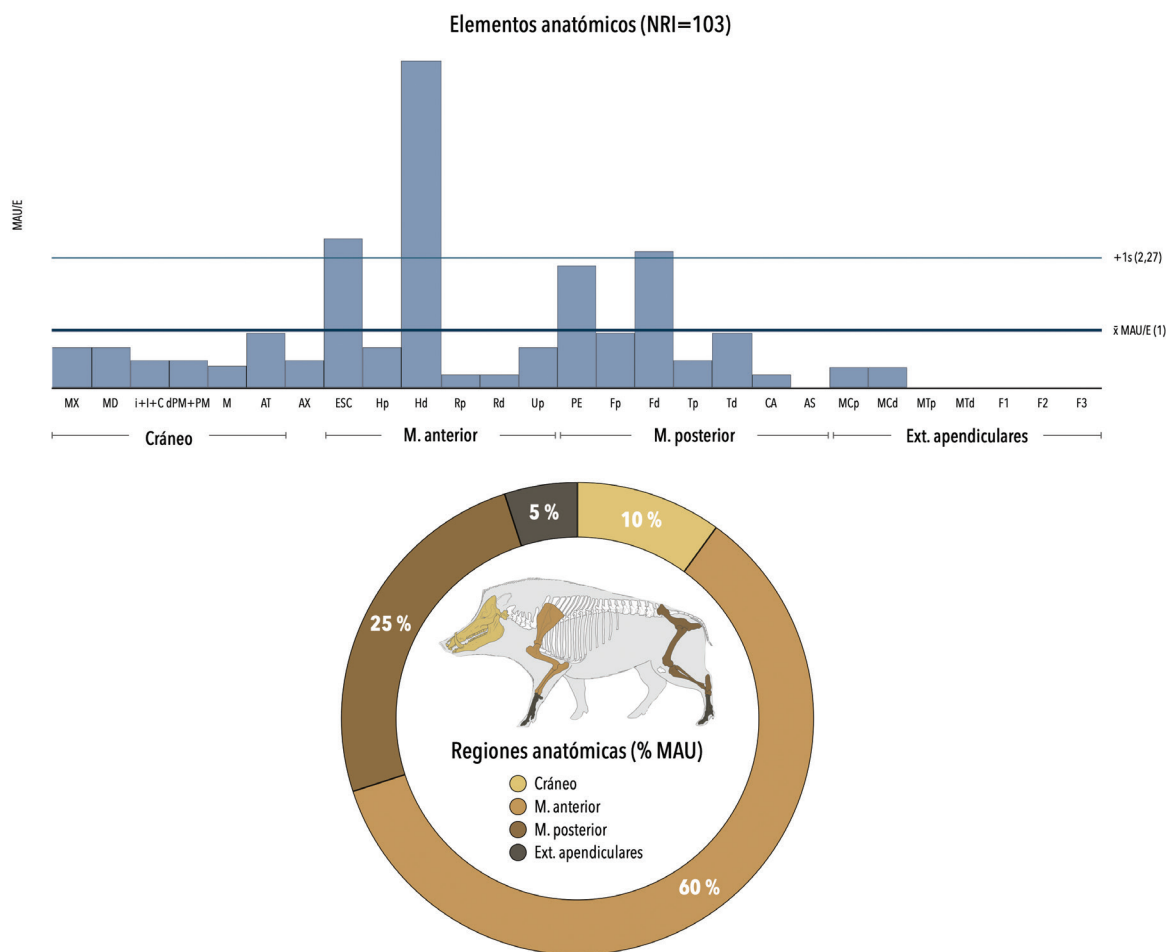 Elementos anatómicos (NRI=103)
MAU/E
+1s (2,27)
x̄ MAU/E (1)
MX MD i+I+C dPM+PM M AT AX ESC Hp Hd Rp Rd Up PE Fp Fd Tp Td CA AS MCp MCd MTp MTd F1 F2 F3
Cráneo M. anterior M. posterior Ext. apendiculares
5 % 10 %
25 %
Regiones anatómicas (% MAU)
Cráneo
M. anterior
M. posterior
Ext. apendiculares
60 %